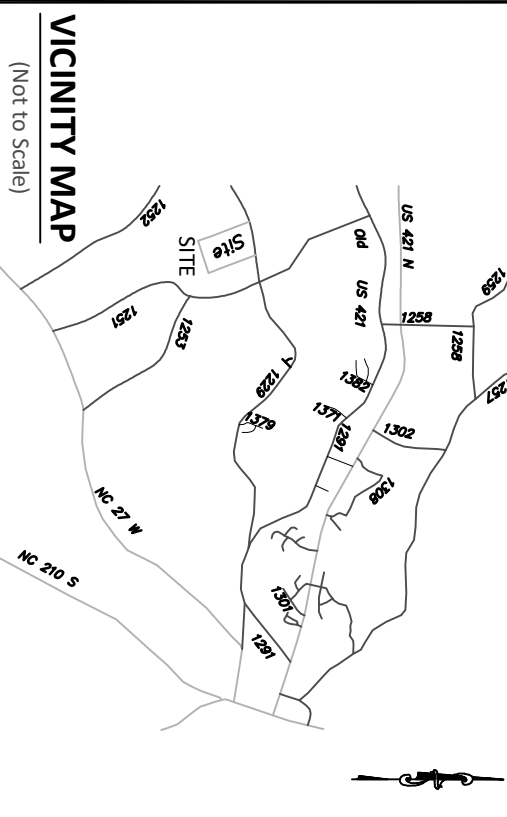 VICINITY MAP
(Not to Scale)
1252
Site
SITE
1251
1253
Old US 421
US 421 N
1259
1258
1258
1257
1382
1371
1291
1302
1229
1379
1308
NC 27 W
NC 210 S
1301
1291